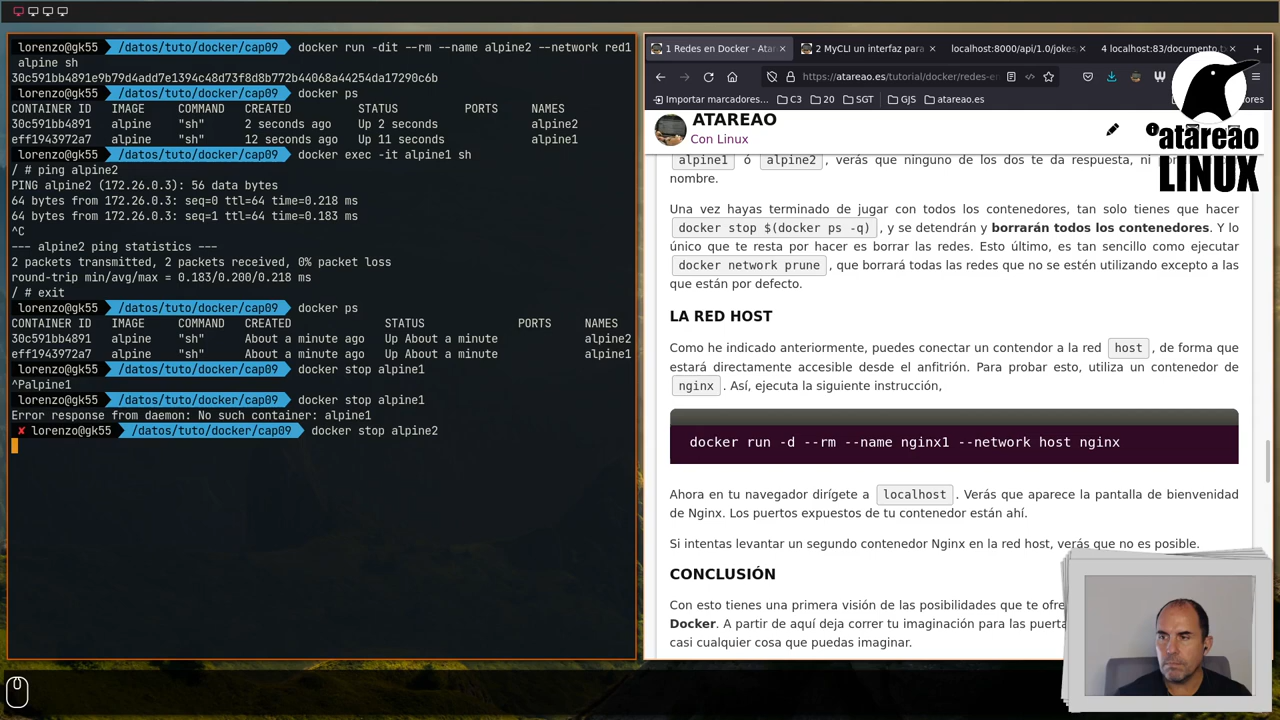 lorenzo@gk55 /datos/tuto/docker/cap09 docker run -dit --rm --name alpine2 --network red1
alpine sh
30c591bb4891e9b79d4add7e1394c48d73f8d8b772b44068a44254da17290c6b
lorenzo@gk55 /datos/tuto/docker/cap09 docker ps
CONTAINER ID IMAGE COMMAND CREATED STATUS PORTS NAMES
30c591bb4891 alpine "sh" 2 seconds ago Up 2 seconds alpine2
eff1943972a7 alpine "sh" 12 seconds ago Up 11 seconds alpine1
lorenzo@gk55 /datos/tuto/docker/cap09 docker exec -it alpine1 sh
/ # ping alpine2
PING alpine2 (172.26.0.3): 56 data bytes
64 bytes from 172.26.0.3: seq=0 ttl=64 time=0.218 ms
64 bytes from 172.26.0.3: seq=1 ttl=64 time=0.183 ms
^C
--- alpine2 ping statistics ---
2 packets transmitted, 2 packets received, 0% packet loss
round-trip min/avg/max = 0.183/0.200/0.218 ms
/ # exit
lorenzo@gk55 /datos/tuto/docker/cap09 docker ps
CONTAINER ID IMAGE COMMAND CREATED STATUS PORTS NAMES
30c591bb4891 alpine "sh" About a minute ago Up About a minute alpine2
eff1943972a7 alpine "sh" About a minute ago Up About a minute alpine1
lorenzo@gk55 /datos/tuto/docker/cap09 docker stop alpine1
^Palpine1
lorenzo@gk55 /datos/tuto/docker/cap09 docker stop alpine1
Error response from daemon: No such container: alpine1
✘ lorenzo@gk55 /datos/tuto/docker/cap09 docker stop alpine2
1 Redes en Docker - Atar × 2 MyCLI un interfaz para × localhost:8000/api/1.0/jokes × 4 localhost:83/documento.t ×
https://atareao.es/tutorial/docker/redes-en
Importar marcadores... C3 20 SGT GJS atareao.es
ATAREAO
Con Linux
atareao
LINUX
alpine1 ó alpine2, verás que ninguno de los dos te da respuesta, ni
nombre.
Una vez hayas terminado de jugar con todos los contenedores, tan solo tienes que hacer
docker stop $(docker ps -q), y se detendrán y borrarán todos los contenedores. Y lo
único que te resta por hacer es borrar las redes. Esto último, es tan sencillo como ejecutar
docker network prune, que borrará todas las redes que no se estén utilizando excepto a las
que están por defecto.
LA RED HOST
Como he indicado anteriormente, puedes conectar un contendor a la red host, de forma que
estará directamente accesible desde el anfitrión. Para probar esto, utiliza un contenedor de
nginx. Así, ejecuta la siguiente instrucción,
docker run -d --rm --name nginx1 --network host nginx
Ahora en tu navegador dirígete a localhost. Verás que aparece la pantalla de bienvenidad
de Nginx. Los puertos expuestos de tu contenedor están ahí.
Si intentas levantar un segundo contenedor Nginx en la red host, verás que no es posible.
CONCLUSIÓN
Con esto tienes una primera visión de las posibilidades que te
Docker. A partir de aquí deja correr tu imaginación para las
casi cualquier cosa que puedas imaginar.